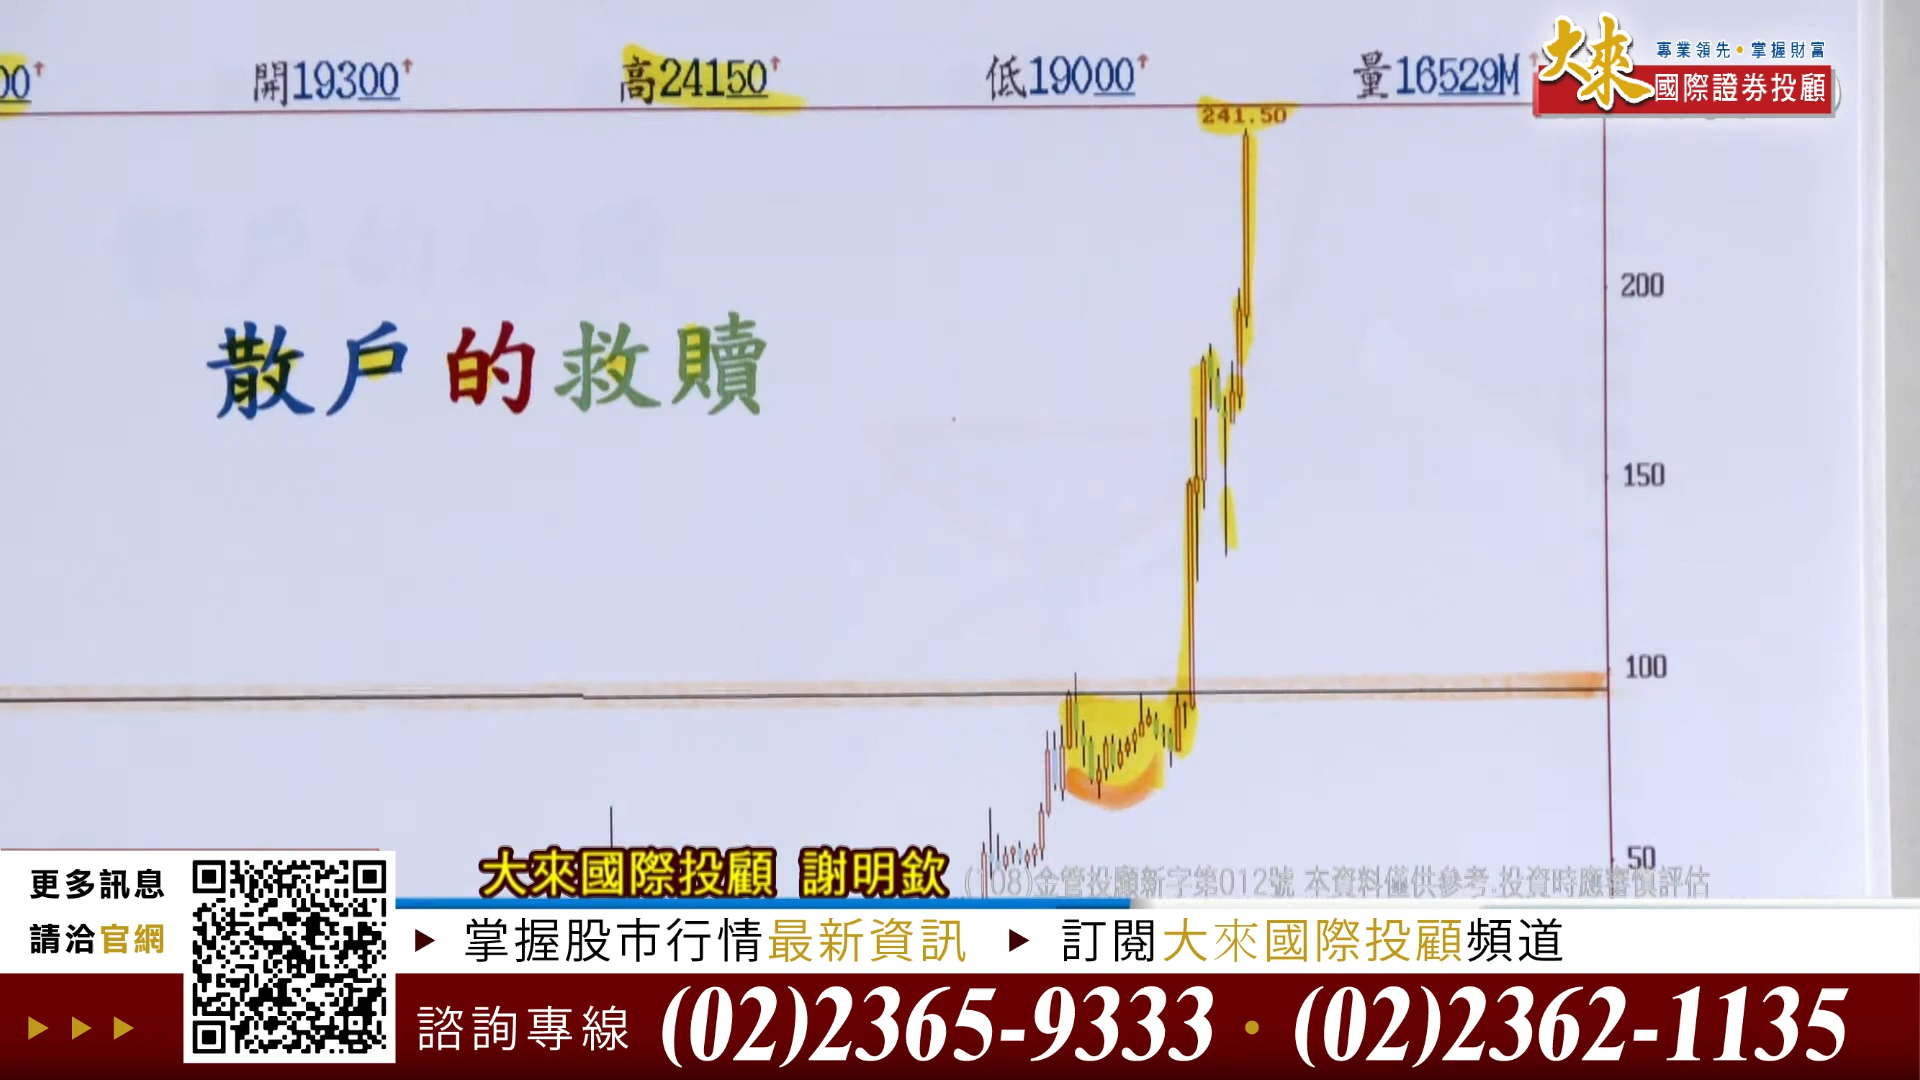 00↑ 開19300↑ 高24150↑ 低19000↑ 量16529M↑
大來 專業領先•掌握財富
國際證券投顧
241.50
200
散戶的救贖
150
100
50
大來國際投顧 謝明欽
(108)金管投顧新字第012號 本資料僅供參考,投資時應審慎評估
更多訊息
請洽官網
掌握股市行情最新資訊 訂閱大來國際投顧頻道
諮詢專線 (02)2365-9333•(02)2362-1135